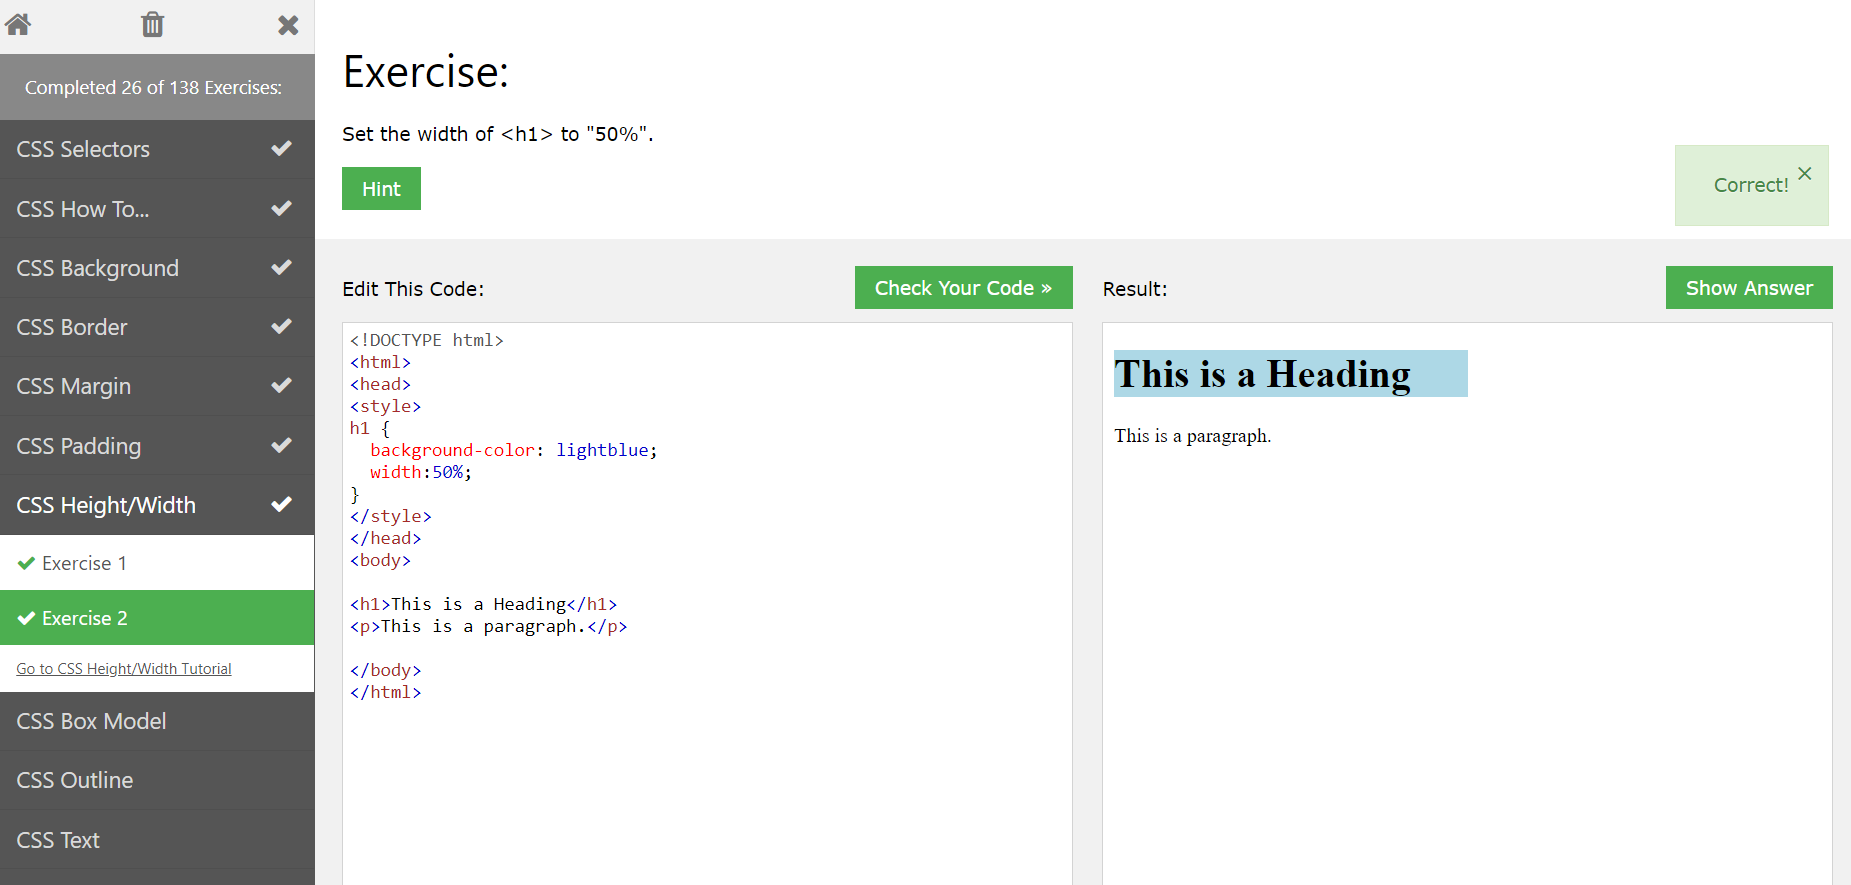 Completed 26 of 138 Exercises:
CSS Selectors
CSS How To...
CSS Background
CSS Border
CSS Margin
CSS Padding
CSS Height/Width
Exercise 1
Exercise 2
Go to CSS Height/Width Tutorial
CSS Box Model
CSS Outline
CSS Text
Exercise:
Set the width of <h1> to "50%".
Hint
Correct!
Edit This Code:
Check Your Code »
<!DOCTYPE html>
<html>
<head>
<style>
h1 {
  background-color: lightblue;
  width:50%;
}
</style>
</head>
<body>

<h1>This is a Heading</h1>
<p>This is a paragraph.</p>

</body>
</html>
Result:
Show Answer
This is a Heading
This is a paragraph.